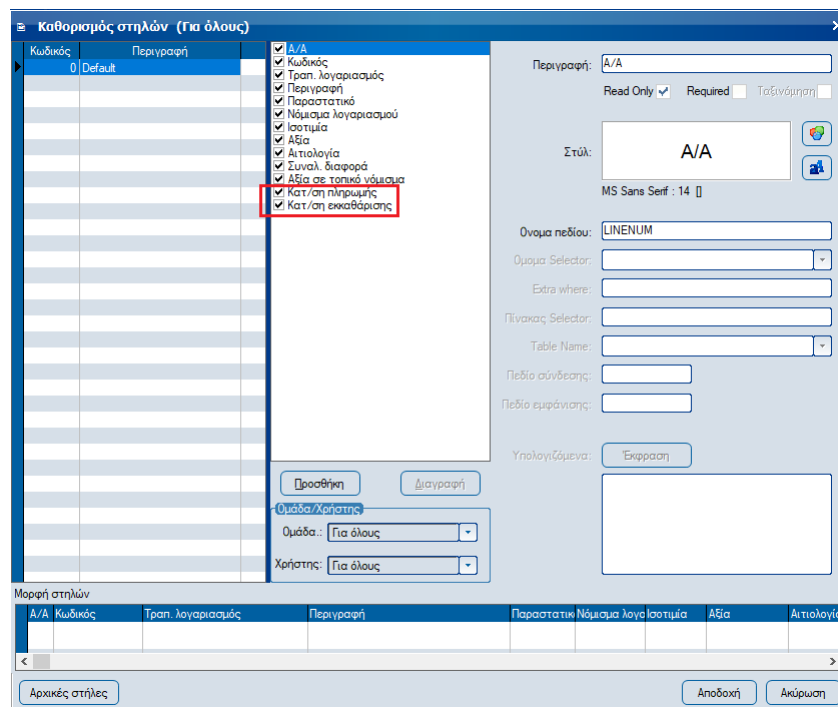 Καθορισμός στηλών (Για όλους)
Κωδικός Περιγραφή
0 Default
Α/Α
Κωδικός
Τραπ. λογαριασμός
Περιγραφή
Παραστατικό
Νόμισμα λογαριασμού
Ισοτιμία
Αξία
Αιτιολογία
Συναλ. διαφορά
Αξία σε τοπικό νόμισμα
Κατ/ση πληρωμής
Κατ/ση εκκαθάρισης
Προσθήκη Διαγραφή
Ομάδα/Χρήστης
Ομάδα.: Για όλους
Χρήστης: Για όλους
Περιγραφή: Α/Α
Read Only Required Ταξινόμηση
Στύλ: Α/Α
MS Sans Serif : 14 []
Ονομα πεδίου: LINENUM
Ομομα Selector:
Extra where:
Πίνακας Selector:
Table Name:
Πεδίο σύνδεσης:
Πεδίο εμφάνισης:
Υπολογιζόμενα: Έκφραση
Μορφή στηλών
Α/Α Κωδικός Τραπ. λογαριασμός Περιγραφή Παραστατικ Νόμισμα λογα Ισοτιμία Αξία Αιτιολογίο
Αρχικές στήλες Αποδοχή Ακύρωση